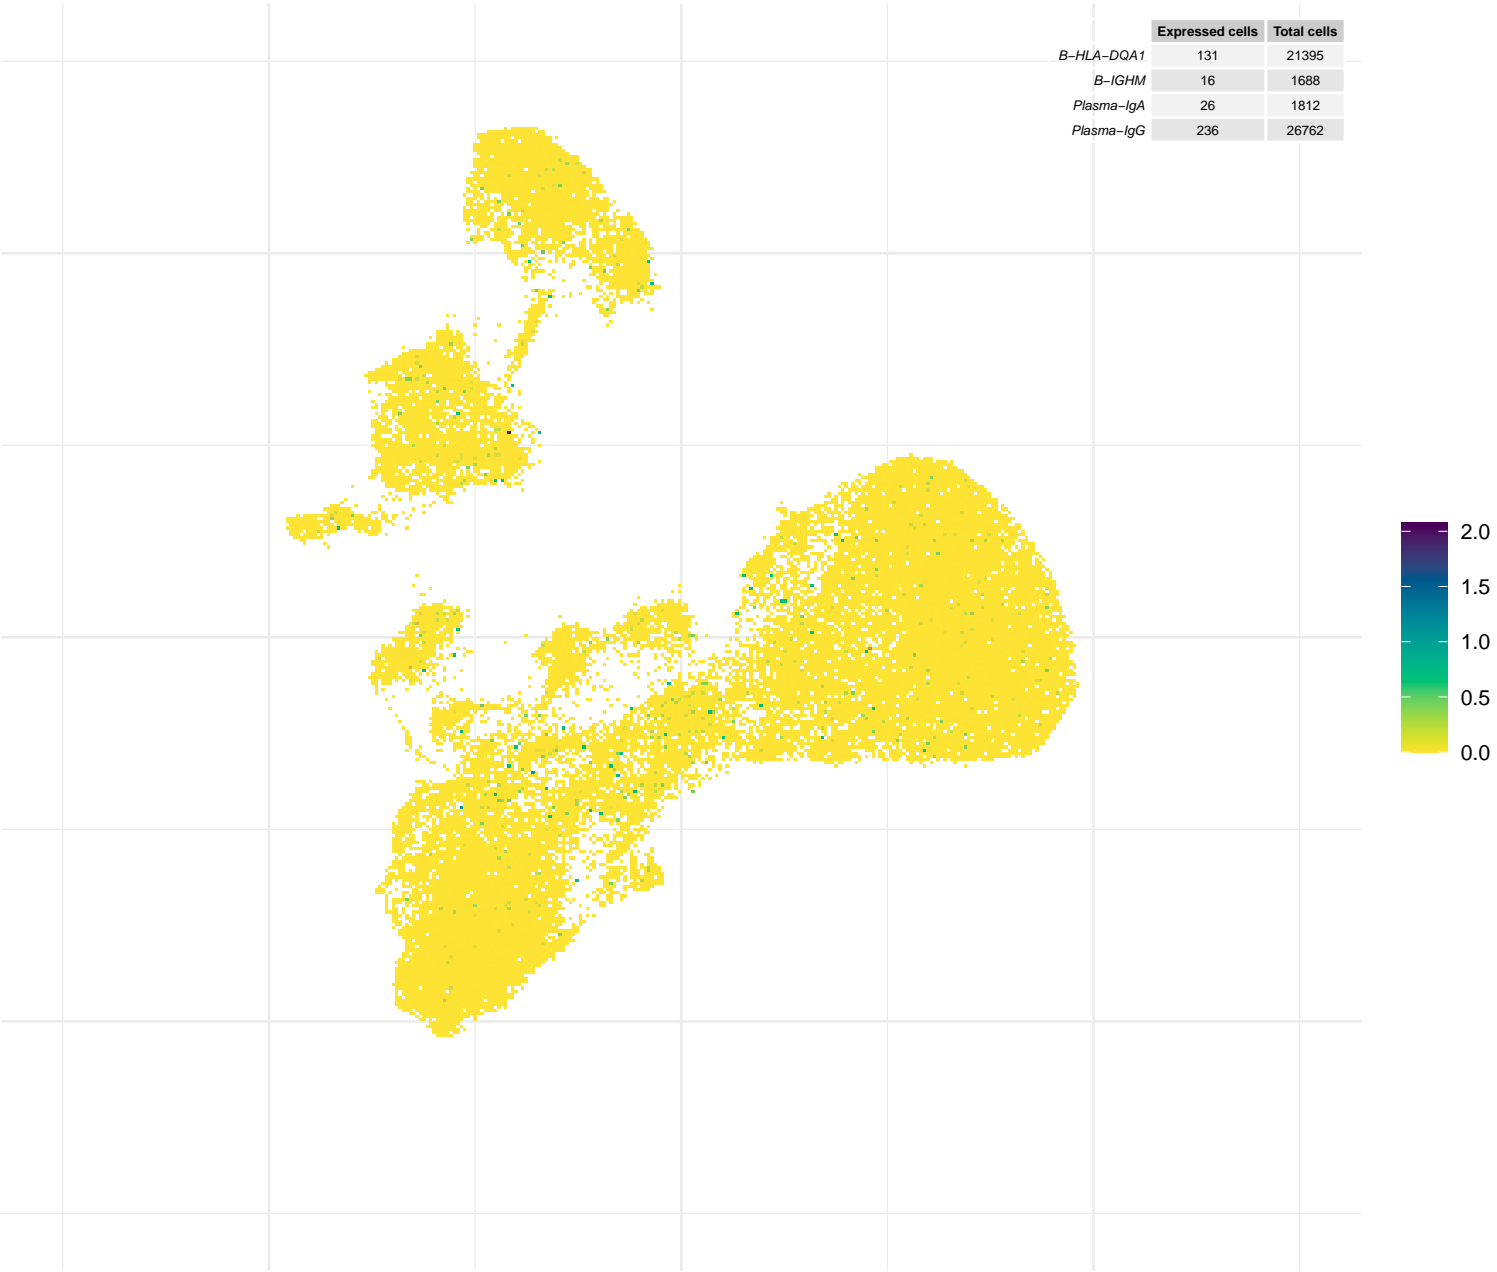 Expressed cells Total cells
B−HLA−DQA1 131 21395
B−IGHM 16 1688
Plasma−IgA 26 1812
Plasma−IgG 236 26762
2.0
1.5
1.0
0.5
0.0